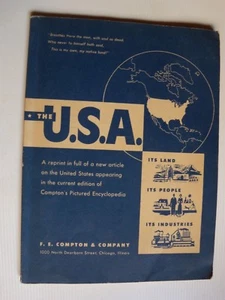 "Breathes there the man, with soul so dead
Who never to himself hath said,
This is my own, my native land!"
THE
U.S.A.
A reprint in full of a new article
on the United States appearing
in the current edition of
Compton's Pictured Encyclopedia
ITS LAND
ITS PEOPLE
ITS INDUSTRIES
F. E. COMPTON & COMPANY
1000 North Dearborn Street, Chicago, Illinois